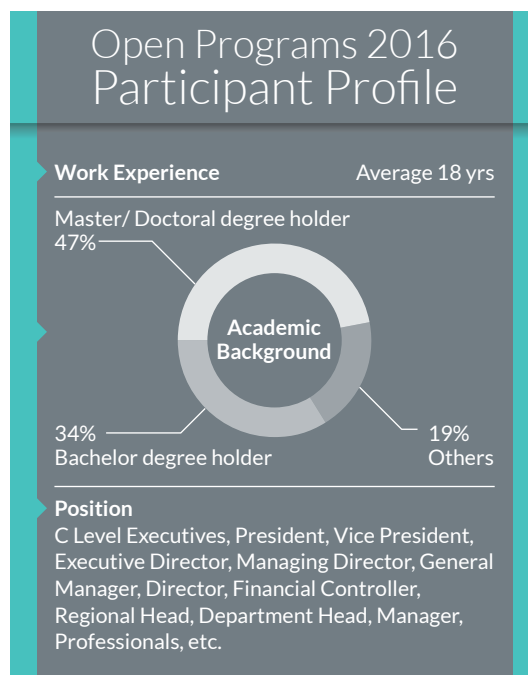 Open Programs 2016
Participant Profile
Work Experience
Average 18 yrs
Master/ Doctoral degree holder
47%
Academic
Background
34%
Bachelor degree holder
19%
Others
Position
C Level Executives, President, Vice President,
Executive Director, Managing Director, General
Manager, Director, Financial Controller,
Regional Head, Department Head, Manager,
Professionals, etc.